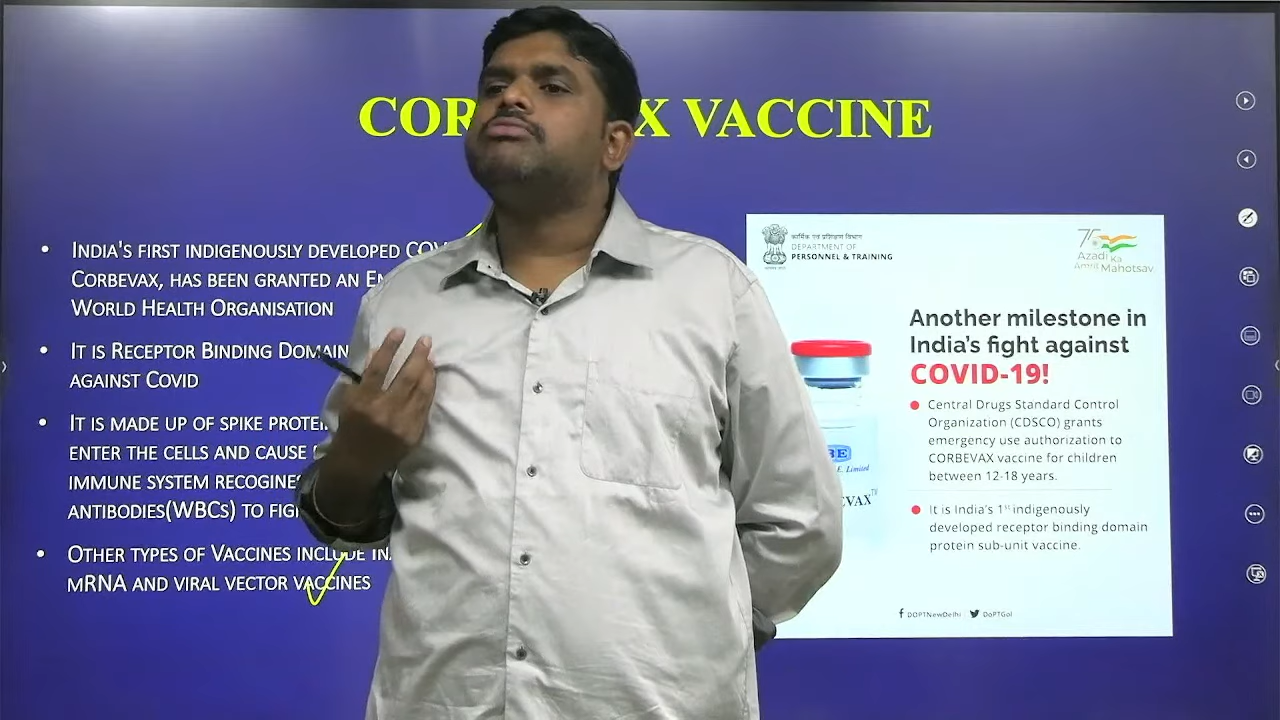 COR X VACCINE
INDIA'S FIRST INDIGENOUSLY DEVELOPED
CORBEVAX, HAS BEEN GRANTED AN
WORLD HEALTH ORGANISATION
IT IS RECEPTOR BINDING DOMAIN
AGAINST COVID
IT IS MADE UP OF SPIKE
ENTER THE CELLS AND CAUSE
IMMUNE SYSTEM
ANTIBODIES(WBCS) TO
OTHER TYPES OF VACCINES INCLUDE
MRNA AND VIRAL VECTOR VACCINES
कार्मिक एवं प्रशिक्षण विभाग
DEPARTMENT OF
PERSONNEL & TRAINING
75
Azadi Ka
Amrit Mahotsav
Another milestone in
India's fight against
COVID-19!
Central Drugs Standard Control
Organization (CDSCO) grants
emergency use authorization to
CORBEVAX vaccine for children
between 12-18 years.
It is India's 1st indigenously
developed receptor binding domain
protein sub-unit vaccine.
BE
E. Limited
EVAX™
DOPTNewDelhi DoPTGoI